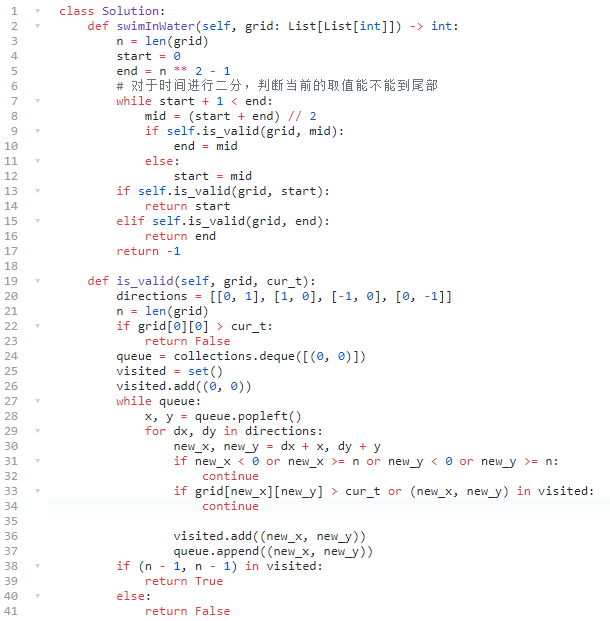 1 class Solution:
2     def swimInWater(self, grid: List[List[int]]) -> int:
3         n = len(grid)
4         start = 0
5         end = n ** 2 - 1
6         # 对于时间进行二分，判断当前的取值能不能到尾部
7         while start + 1 < end:
8             mid = (start + end) // 2
9             if self.is_valid(grid, mid):
10                 end = mid
11             else:
12                 start = mid
13         if self.is_valid(grid, start):
14             return start
15         elif self.is_valid(grid, end):
16             return end
17         return -1
18
19     def is_valid(self, grid, cur_t):
20         directions = [[0, 1], [1, 0], [-1, 0], [0, -1]]
21         n = len(grid)
22         if grid[0][0] > cur_t:
23             return False
24         queue = collections.deque([(0, 0)])
25         visited = set()
26         visited.add((0, 0))
27         while queue:
28             x, y = queue.popleft()
29             for dx, dy in directions:
30                 new_x, new_y = dx + x, dy + y
31                 if new_x < 0 or new_x >= n or new_y < 0 or new_y >= n:
32                     continue
33                 if grid[new_x][new_y] > cur_t or (new_x, new_y) in visited:
34                     continue
35
36                 visited.add((new_x, new_y))
37                 queue.append((new_x, new_y))
38         if (n - 1, n - 1) in visited:
39             return True
40         else:
41             return False